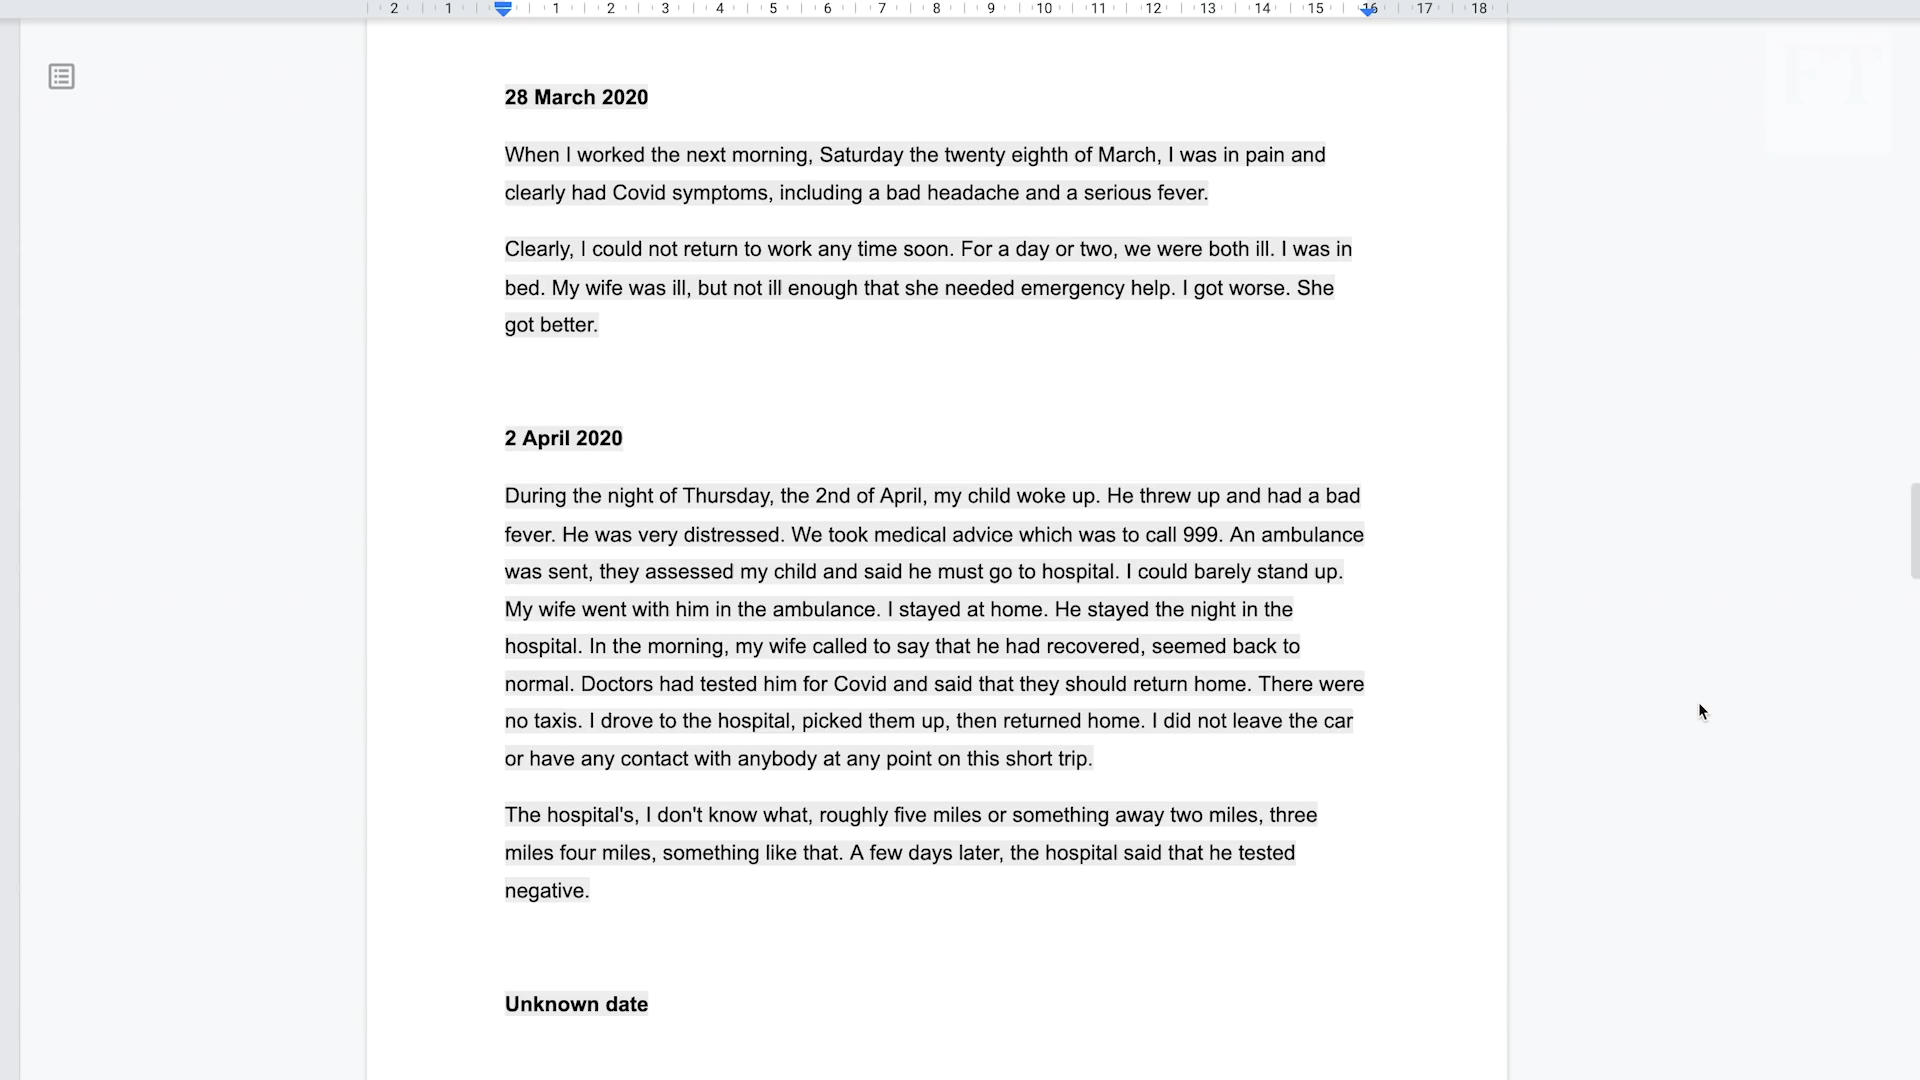 2 1 1 2 3 4 5 6 7 8 9 10 11 12 13 14 15 16 17 18
FT
28 March 2020
When I worked the next morning, Saturday the twenty eighth of March, I was in pain and
clearly had Covid symptoms, including a bad headache and a serious fever.
Clearly, I could not return to work any time soon. For a day or two, we were both ill. I was in
bed. My wife was ill, but not ill enough that she needed emergency help. I got worse. She
got better.
2 April 2020
During the night of Thursday, the 2nd of April, my child woke up. He threw up and had a bad
fever. He was very distressed. We took medical advice which was to call 999. An ambulance
was sent, they assessed my child and said he must go to hospital. I could barely stand up.
My wife went with him in the ambulance. I stayed at home. He stayed the night in the
hospital. In the morning, my wife called to say that he had recovered, seemed back to
normal. Doctors had tested him for Covid and said that they should return home. There were
no taxis. I drove to the hospital, picked them up, then returned home. I did not leave the car
or have any contact with anybody at any point on this short trip.
The hospital's, I don't know what, roughly five miles or something away two miles, three
miles four miles, something like that. A few days later, the hospital said that he tested
negative.
Unknown date